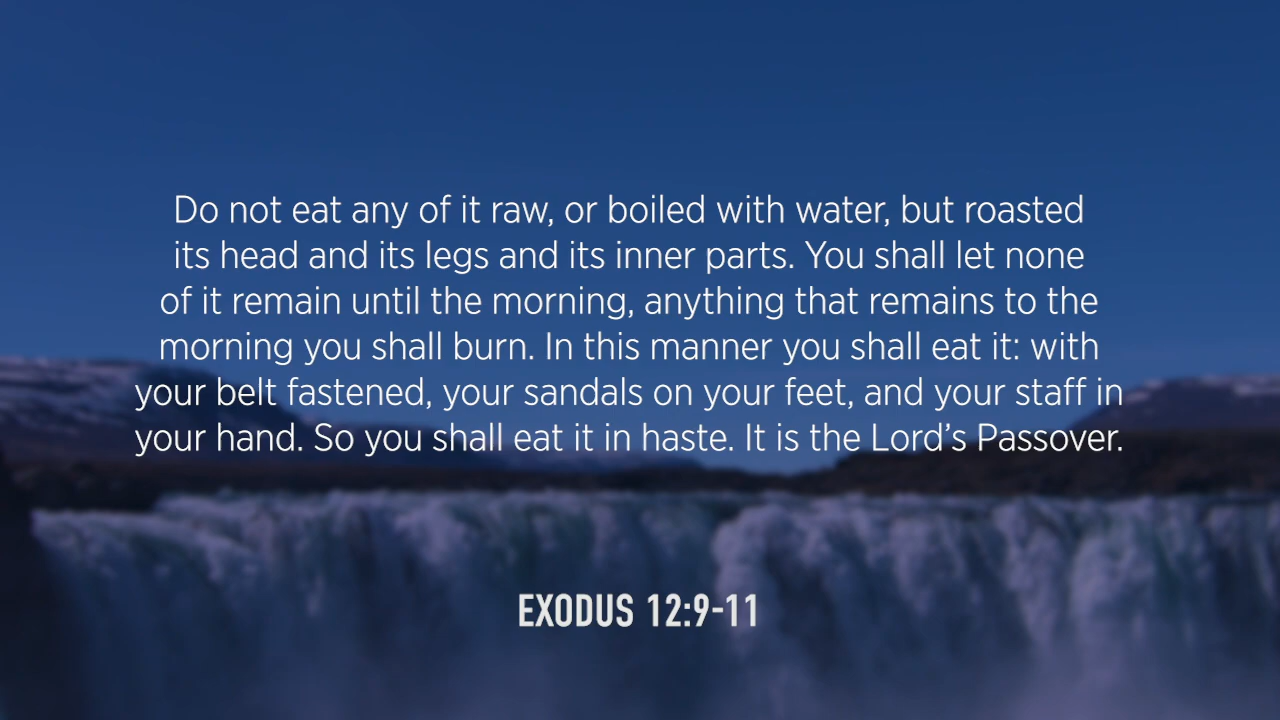 Do not eat any of it raw, or boiled with water, but roasted
its head and its legs and its inner parts. You shall let none
of it remain until the morning, anything that remains to the
morning you shall burn. In this manner you shall eat it: with
your belt fastened, your sandals on your feet, and your staff in
your hand. So you shall eat it in haste. It is the Lord’s Passover.
EXODUS 12:9-11